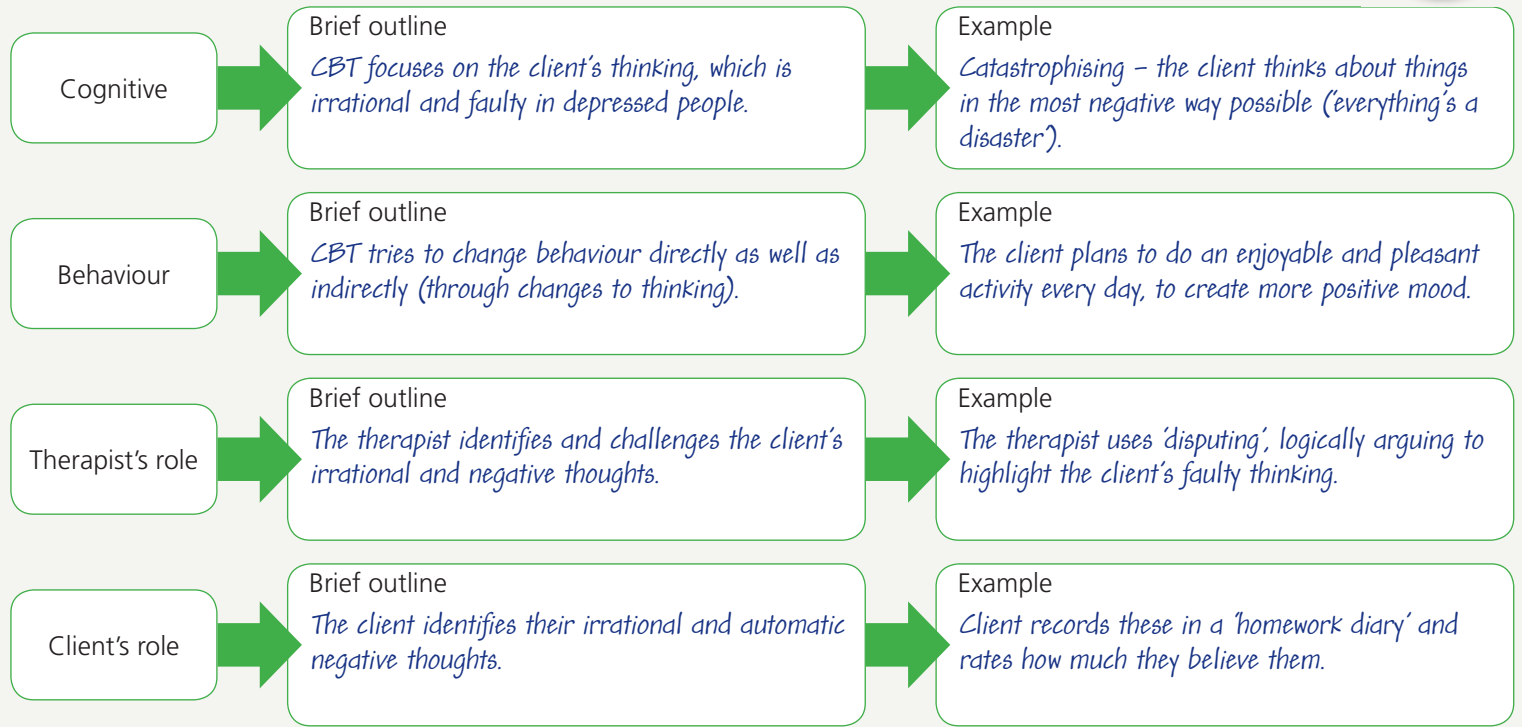 Cognitive
Brief outline
CBT focuses on the client's thinking, which is
irrational and faulty in depressed people.
Example
Catastrophising – the client thinks about things
in the most negative way possible ('everything's a
disaster').
Behaviour
Brief outline
CBT tries to change behaviour directly as well as
indirectly (through changes to thinking).
Example
The client plans to do an enjoyable and pleasant
activity every day, to create more positive mood.
Therapist's role
Brief outline
The therapist identifies and challenges the client's
irrational and negative thoughts.
Example
The therapist uses 'disputing', logically arguing to
highlight the client's faulty thinking.
Client's role
Brief outline
The client identifies their irrational and automatic
negative thoughts.
Example
Client records these in a 'homework diary' and
rates how much they believe them.